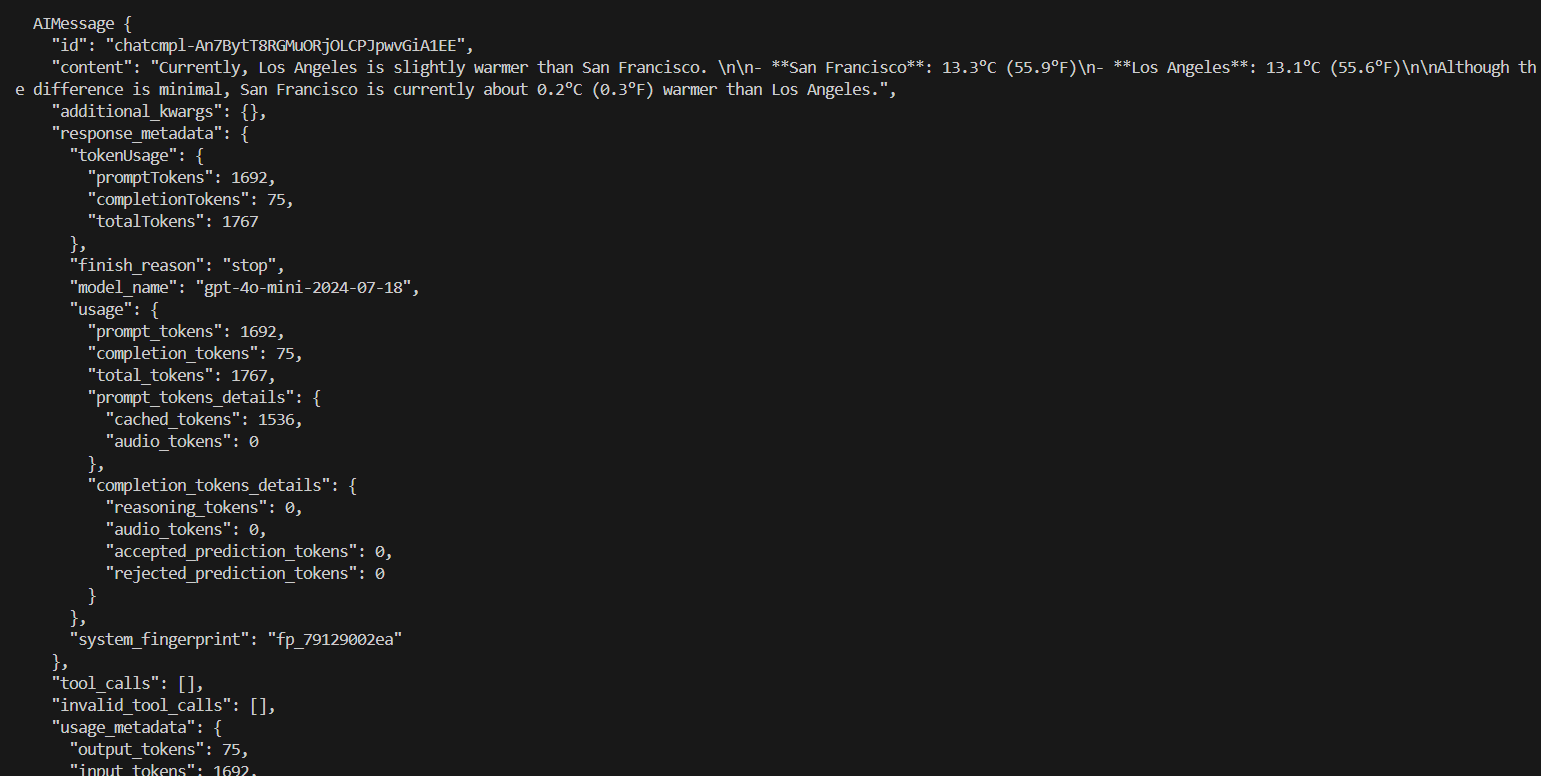 AIMessage {
"id": "chatcmpl-An7BytT8RGMuORjOLCPJpwvGiA1EE",
"content": "Currently, Los Angeles is slightly warmer than San Francisco. \n\n- **San Francisco**: 13.3°C (55.9°F)\n- **Los Angeles**: 13.1°C (55.6°F)\n\nAlthough th
e difference is minimal, San Francisco is currently about 0.2°C (0.3°F) warmer than Los Angeles.",
"additional_kwargs": {},
"response_metadata": {
"tokenUsage": {
"promptTokens": 1692,
"completionTokens": 75,
"totalTokens": 1767
},
"finish_reason": "stop",
"model_name": "gpt-4o-mini-2024-07-18",
"usage": {
"prompt_tokens": 1692,
"completion_tokens": 75,
"total_tokens": 1767,
"prompt_tokens_details": {
"cached_tokens": 1536,
"audio_tokens": 0
},
"completion_tokens_details": {
"reasoning_tokens": 0,
"audio_tokens": 0,
"accepted_prediction_tokens": 0,
"rejected_prediction_tokens": 0
}
},
"system_fingerprint": "fp_79129002ea"
},
"tool_calls": [],
"invalid_tool_calls": [],
"usage_metadata": {
"output_tokens": 75,
"input_tokens": 1692,